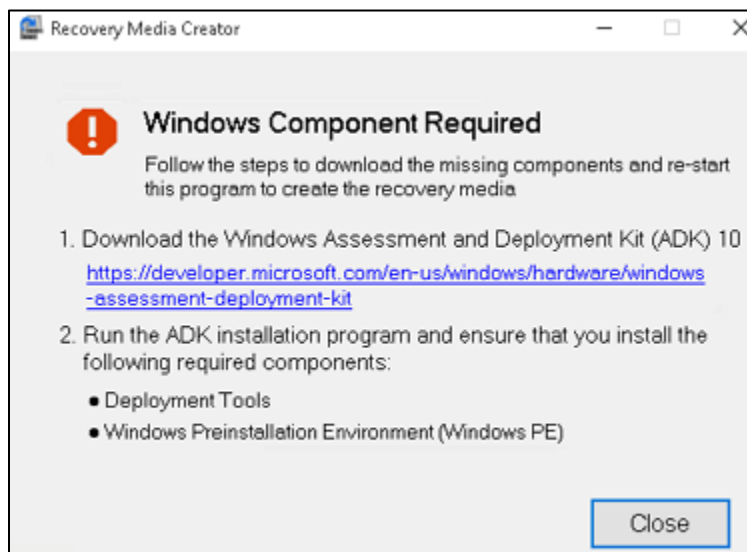 Recovery Media Creator
Windows Component Required
Follow the steps to download the missing components and re-start
this program to create the recovery media
1. Download the Windows Assessment and Deployment Kit (ADK) 10
https://developer.microsoft.com/en-us/windows/hardware/windows
-assessment-deployment-kit
2. Run the ADK installation program and ensure that you install the
following required components:
● Deployment Tools
● Windows Preinstallation Environment (Windows PE)
Close